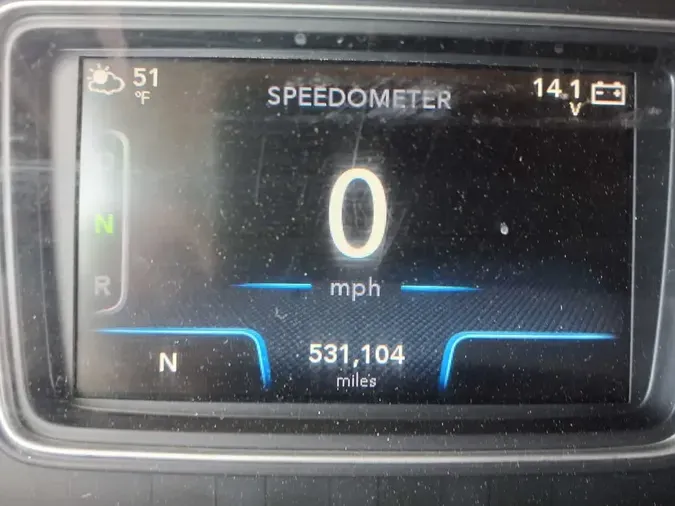 51
°F
SPEEDOMETER
14.1
V
0
N
R
mph
N
531,104
miles